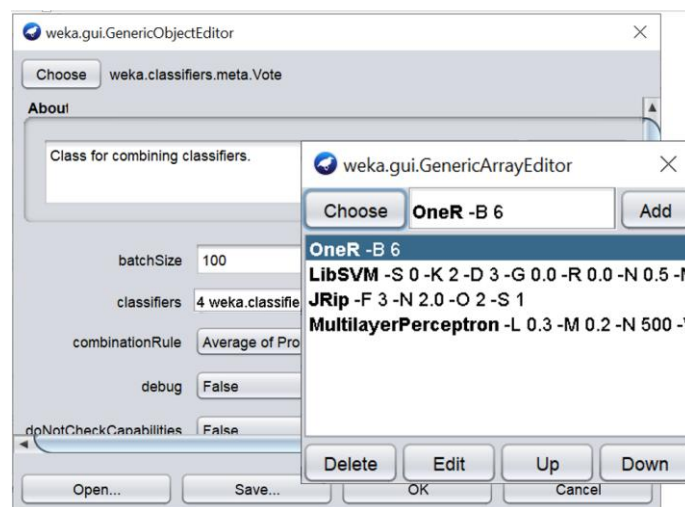 weka.gui.GenericObjectEditor
Choose weka.classifiers.meta.Vote
About
Class for combining classifiers.
batchSize 100
classifiers 4 weka.classifie
combinationRule Average of Pro
debug False
doNotCheckCapabilities False
Open... Save... OK Cancel
weka.gui.GenericArrayEditor
Choose OneR -B 6 Add
OneR -B 6
LibSVM -S 0 -K 2 -D 3 -G 0.0 -R 0.0 -N 0.5 -M
JRip -F 3 -N 2.0 -O 2 -S 1
MultilayerPerceptron -L 0.3 -M 0.2 -N 500 -V
Delete Edit Up Down